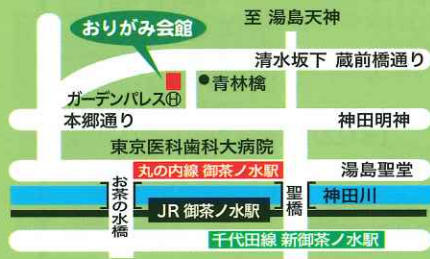 至 湯島天神
おりがみ会館
清水坂下 蔵前橋通り
●青林檎
ガーデンパレスⒽ
本郷通り
神田明神
東京医科歯科大病院
丸の内線 御茶ノ水駅
湯島聖堂
お茶の水橋
聖橋
神田川
JR 御茶ノ水駅
千代田線 新御茶ノ水駅